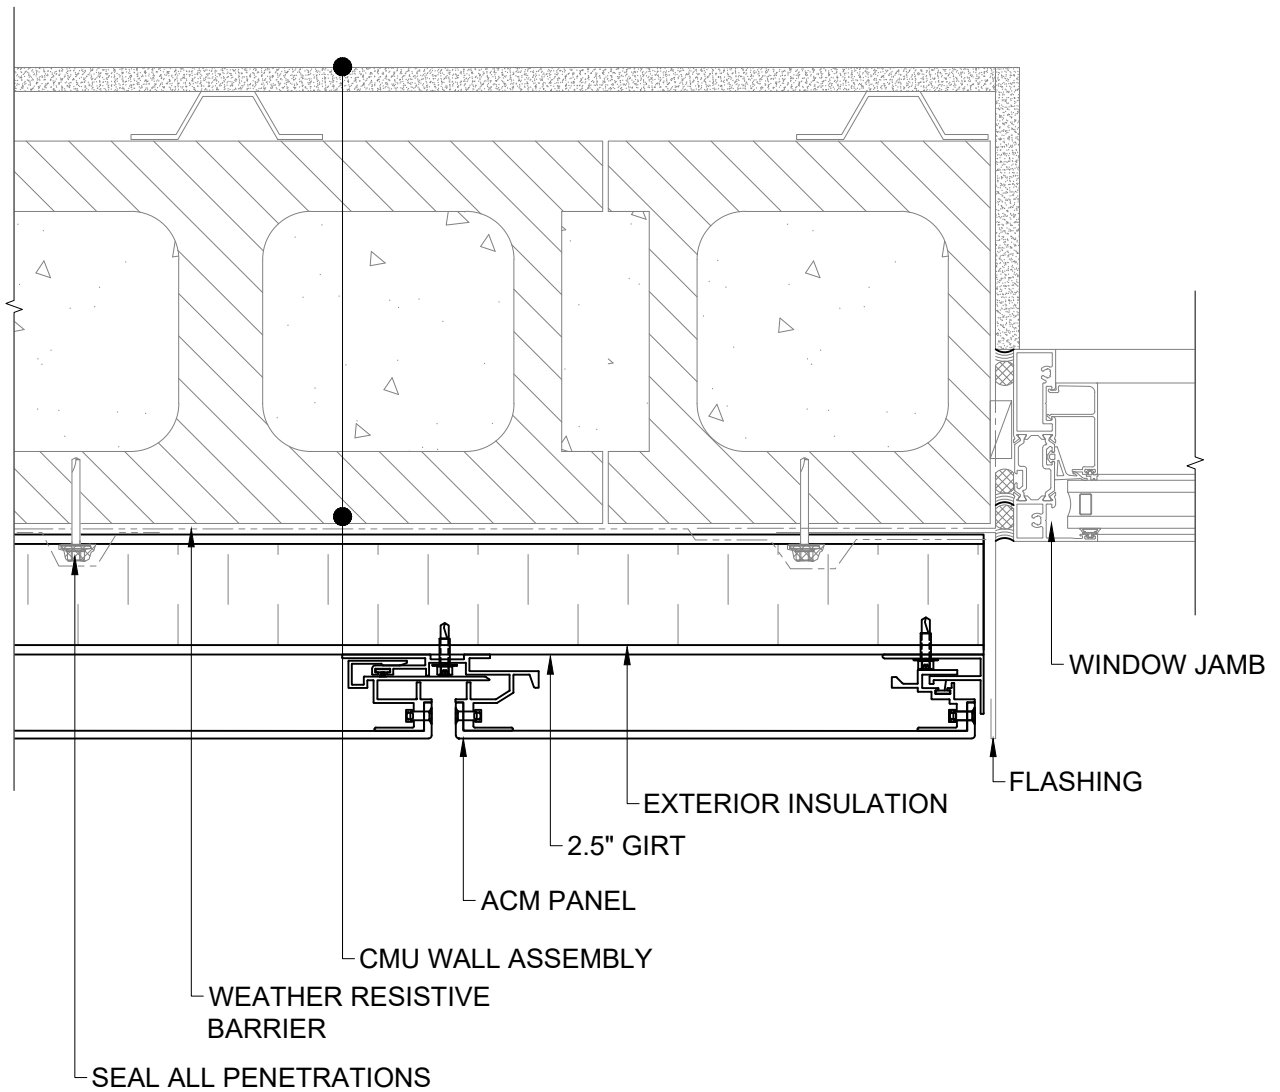 WINDOW JAMB
FLASHING
EXTERIOR INSULATION
2.5" GIRT
ACM PANEL
CMU WALL ASSEMBLY
WEATHER RESISTIVE
BARRIER
SEAL ALL PENETRATIONS